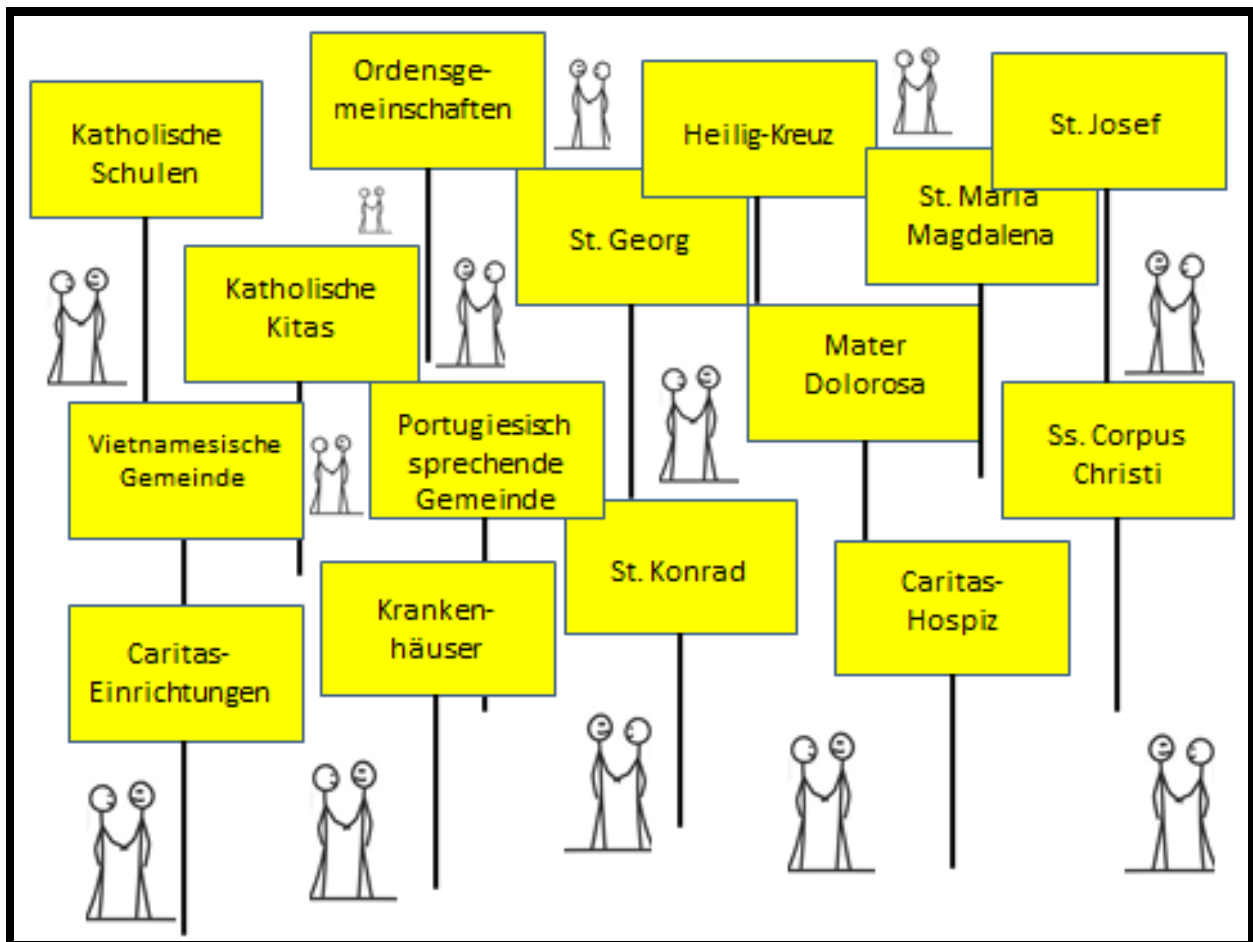 Ordensge-
meinschaften
Katholische
Schulen
Heilig-Kreuz
St. Josef
St. Maria
Magdalena
St. Georg
Katholische
Kitas
Mater
Dolorosa
Vietnamesische
Gemeinde
Portugiesisch
sprechende
Gemeinde
Ss. Corpus
Christi
St. Konrad
Caritas-
Hospiz
Kranken-
häuser
Caritas-
Einrichtungen